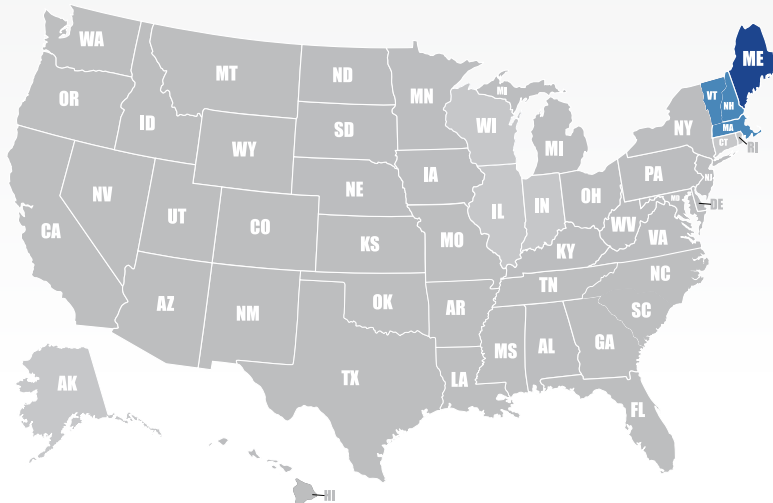 WA
MT
ND
MN
MI
ME
VT
NH
MA
CT
RI
OR
ID
SD
WI
MI
NY
WY
IA
PA
NJ
NV
UT
NE
IL
IN
OH
MD
DE
CA
CO
KS
MO
WV
VA
KY
AZ
NM
OK
AR
TN
NC
SC
MS
AL
GA
TX
LA
AK
FL
HI